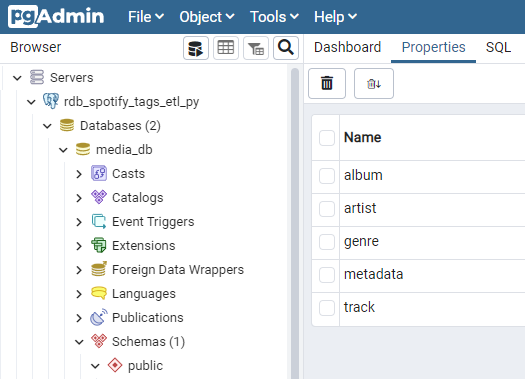 pgAdmin File Object Tools Help
Browser
Dashboard Properties SQL
Servers
rdb_spotify_tags_etl_py
Databases (2)
media_db
Casts
Catalogs
Event Triggers
Extensions
Foreign Data Wrappers
Languages
Publications
Schemas (1)
public
Name
album
artist
genre
metadata
track